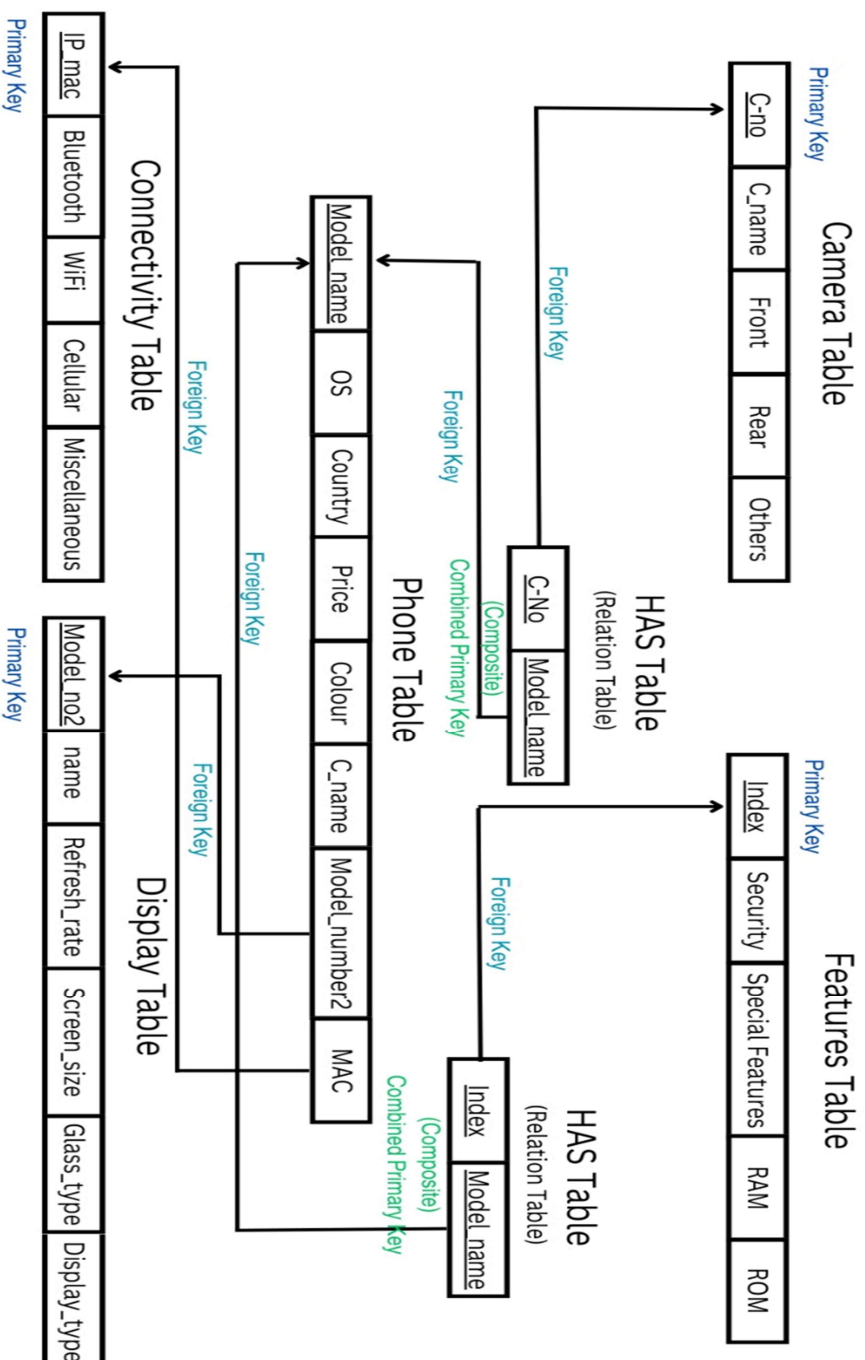 Camera Table
Primary Key
C-no C_name Front Rear Others
Foreign Key
Features Table
Primary Key
Index Security Special Features RAM ROM
Foreign Key
HAS Table
(Relation Table)
C-No Model_name
(Composite)
Combined Primary Key
Foreign Key
HAS Table
(Relation Table)
Index Model_name
(Composite)
Combined Primary Key
Phone Table
Model_name OS Country Price Colour C_name Model_number2 MAC
Foreign Key
Foreign Key
Foreign Key
Connectivity Table
IP_mac Bluetooth WiFi Cellular Miscellaneous
Primary Key
Display Table
Model_no2 name Refresh_rate Screen_size Glass_type Display_type
Primary Key